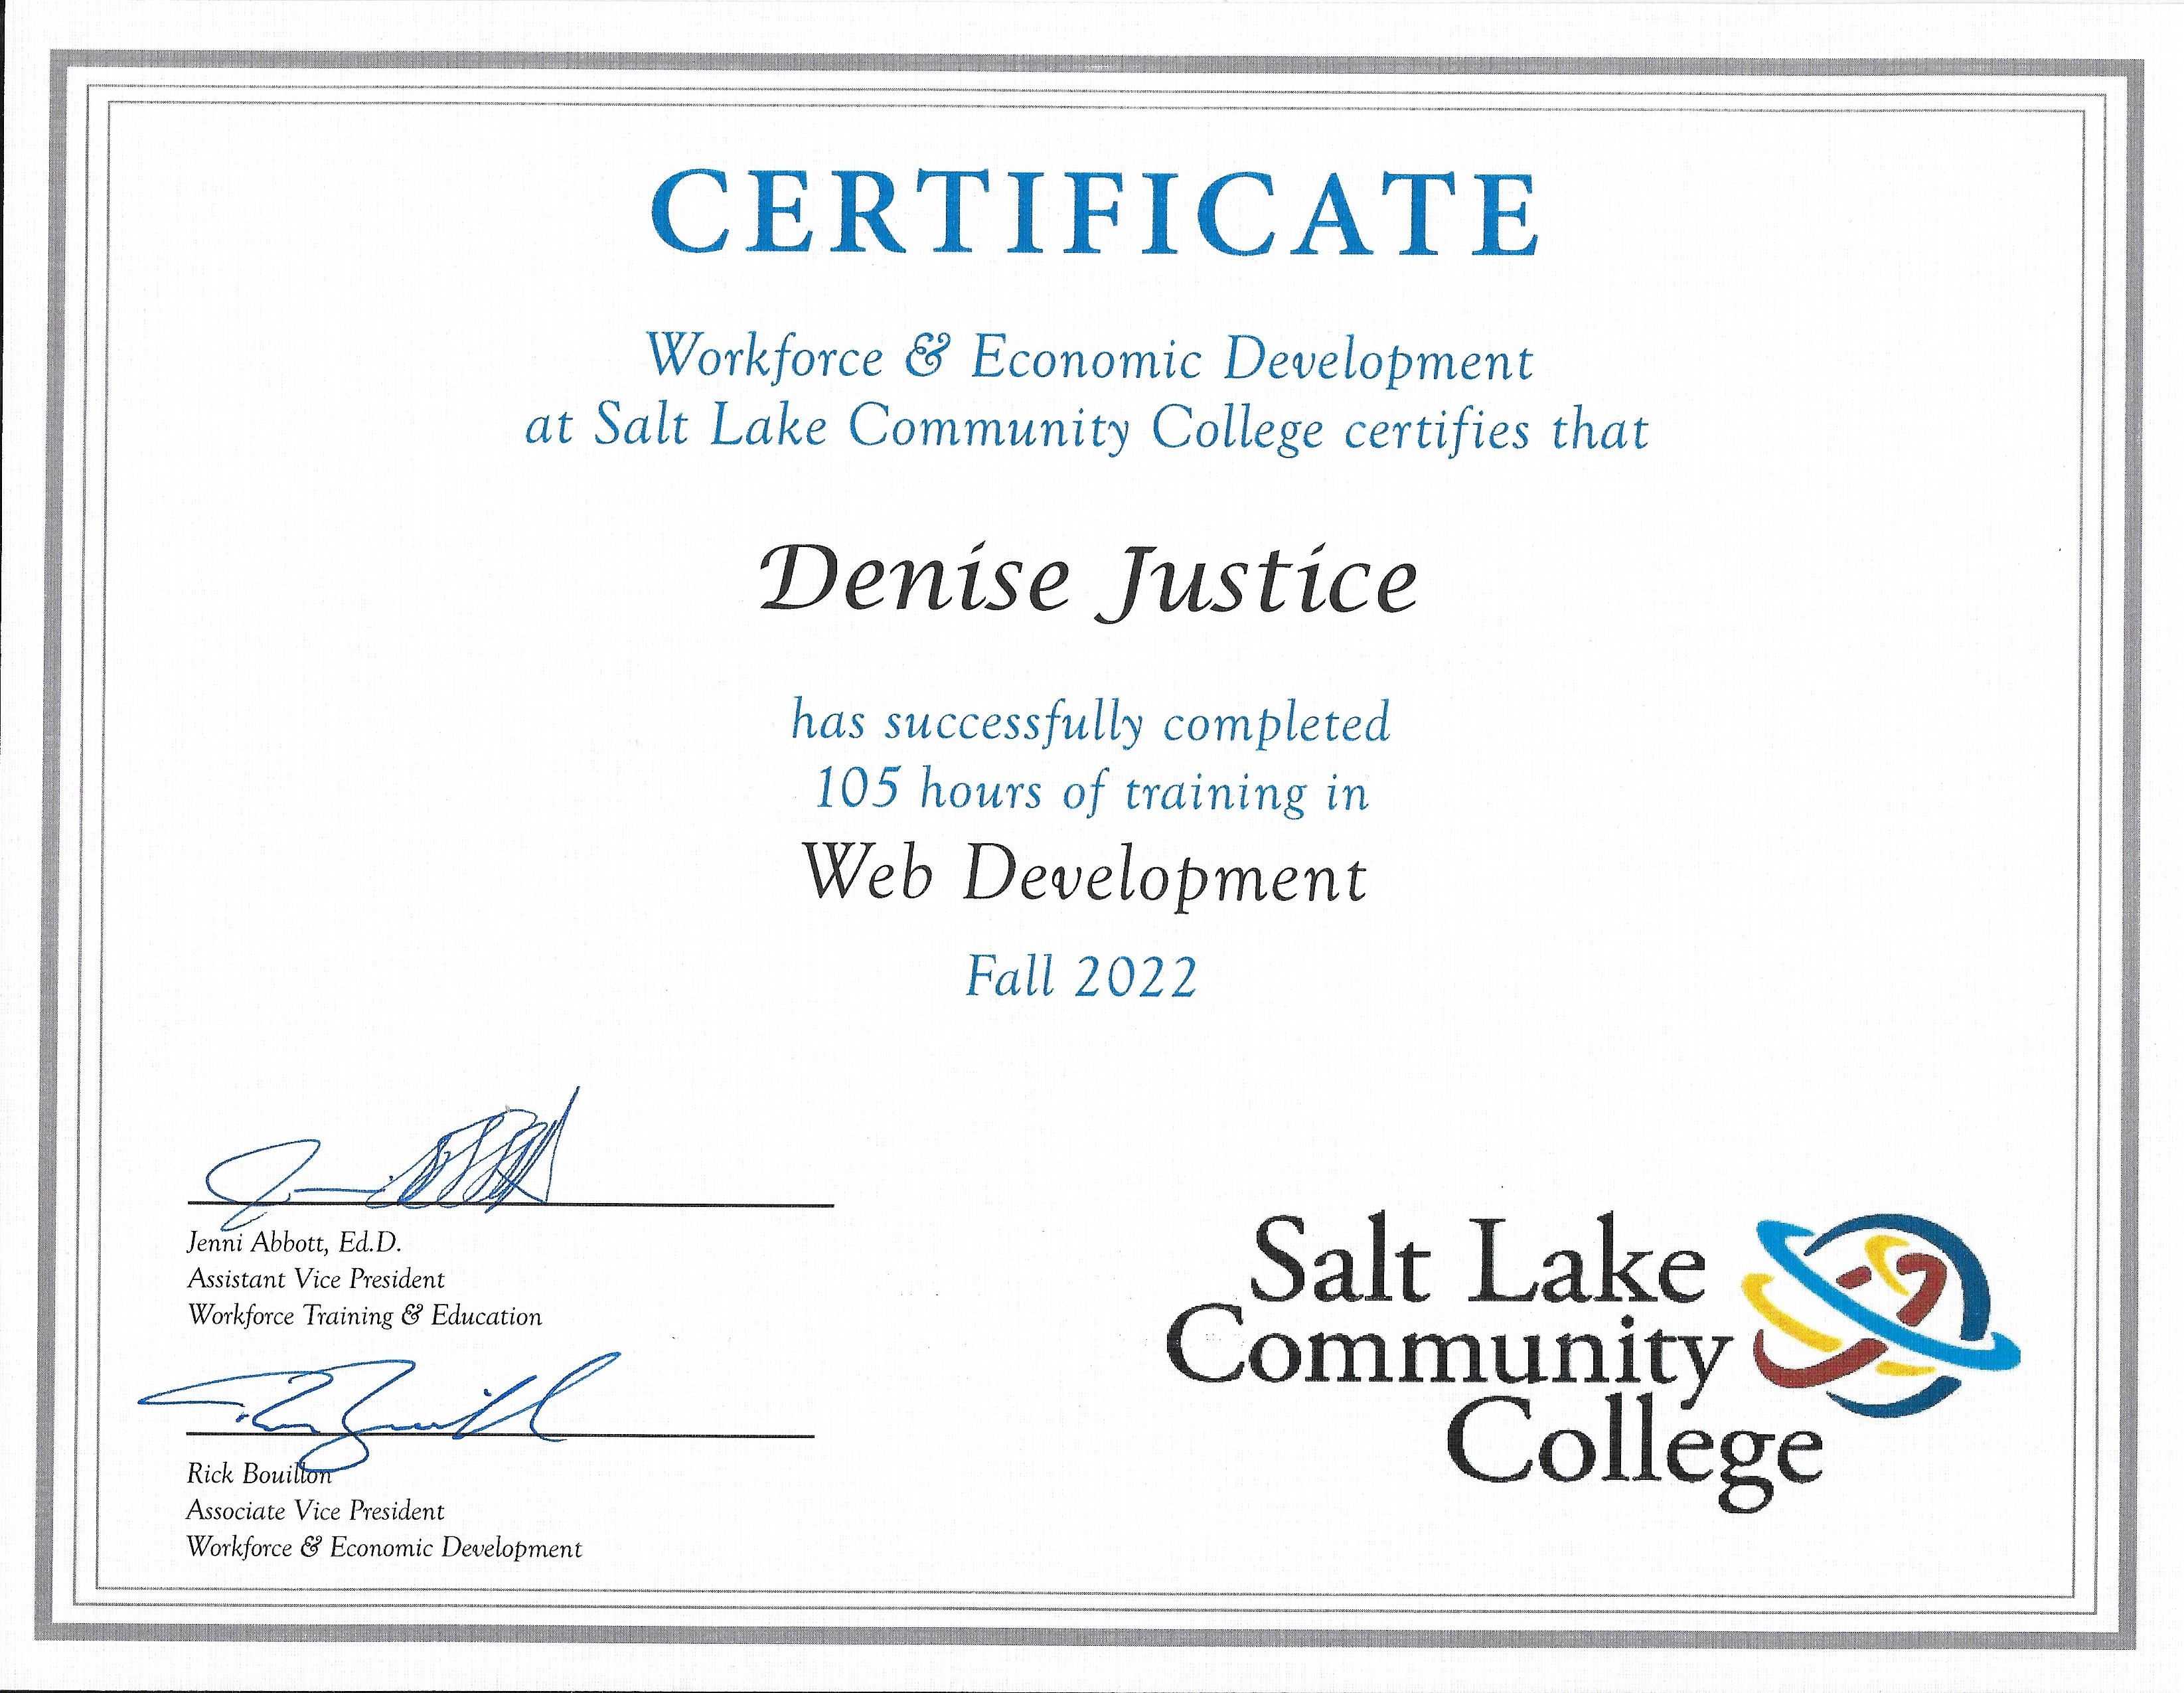 CERTIFICATE
Workforce & Economic Development
at Salt Lake Community College certifies that
Denise Justice
has successfully completed
105 hours of training in
Web Development
Fall 2022
Jenni Abbott, Ed.D.
Assistant Vice President
Workforce Training & Education
Rick Bouillon
Associate Vice President
Workforce & Economic Development
Salt Lake
Community
College